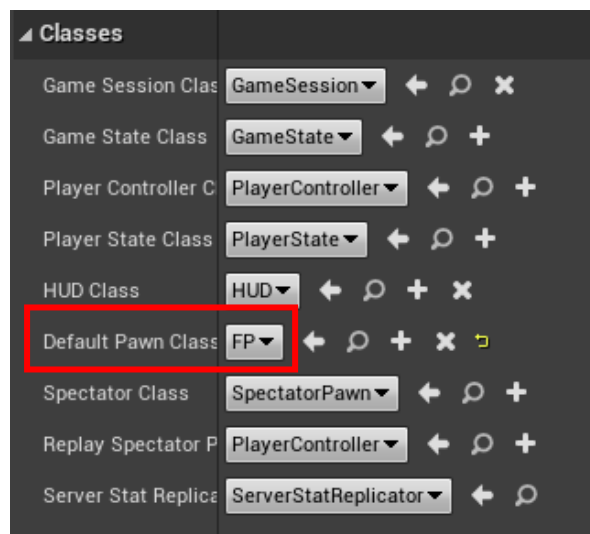 Classes
Game Session Clas GameSession
Game State Class GameState
Player Controller C PlayerController
Player State Class PlayerState
HUD Class HUD
Default Pawn Class FP
Spectator Class SpectatorPawn
Replay Spectator P PlayerController
Server Stat Replica ServerStatReplicator